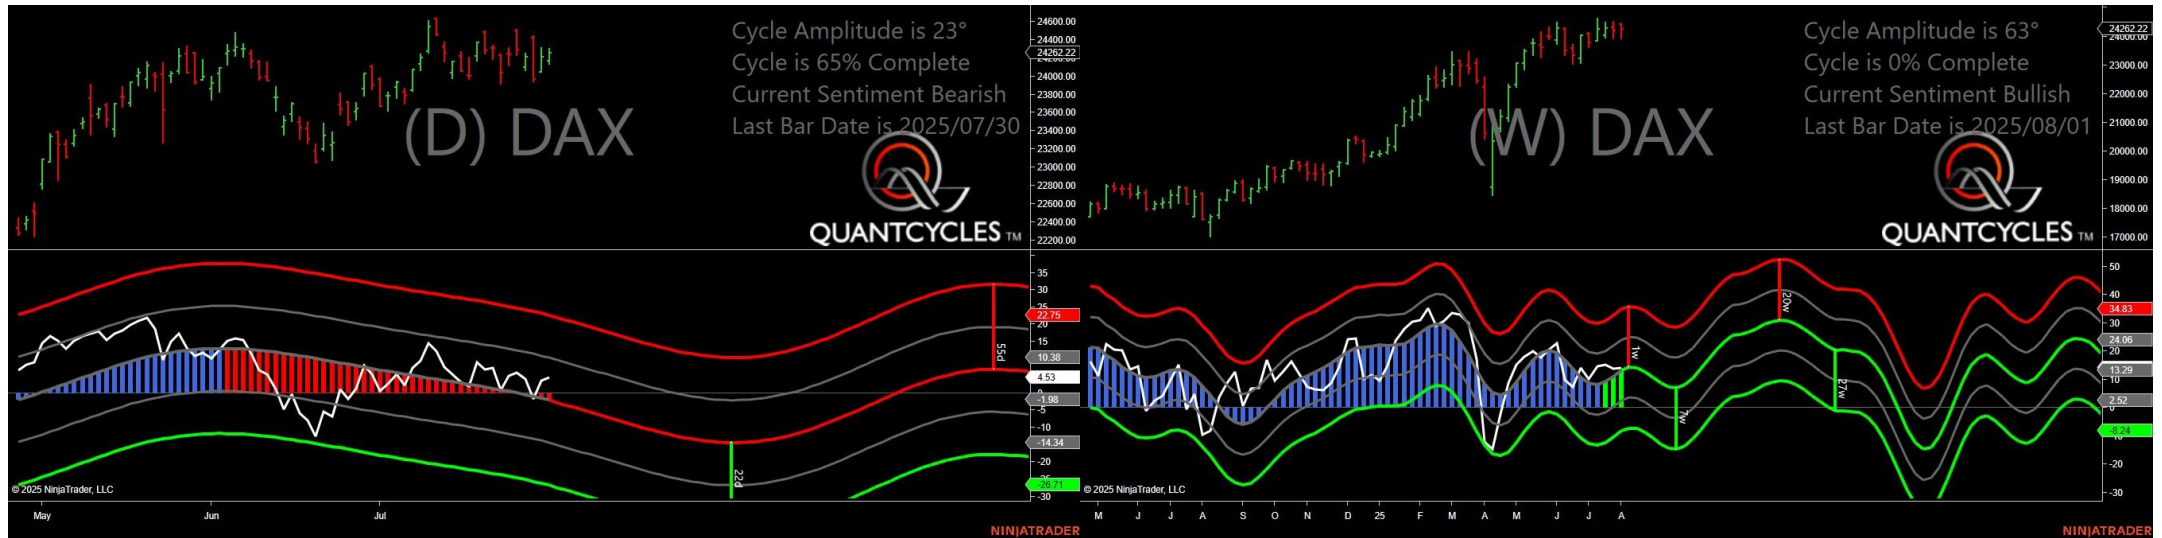 Cycle Amplitude is 23°
Cycle is 65% Complete
Current Sentiment Bearish
Last Bar Date is 2025/07/30
(D) DAX
QUANTCYCLES TM
24600.00
24400.00
24262.22
24000.00
23800.00
23600.00
23400.00
23200.00
23000.00
22800.00
22600.00
22400.00
22200.00
35
30
25
22.75
20
15
10.38
4.53
-1.98
-5
-10
-14.34
-20
-26.71
-30
55d
22d
© 2025 NinjaTrader, LLC
May Jun Jul
NINJATRADER
Cycle Amplitude is 63°
Cycle is 0% Complete
Current Sentiment Bullish
Last Bar Date is 2025/08/01
(W) DAX
QUANTCYCLES TM
24262.22
24000.00
23000.00
22000.00
21000.00
20000.00
19000.00
18000.00
17000.00
50
40
34.83
30
24.06
20
13.29
10
2.52
0
-8.24
-20
-30
1w
7w
20w
27w
© 2025 NinjaTrader, LLC
M J J A S O N D 25 F M A M J J A
NINJATRADER